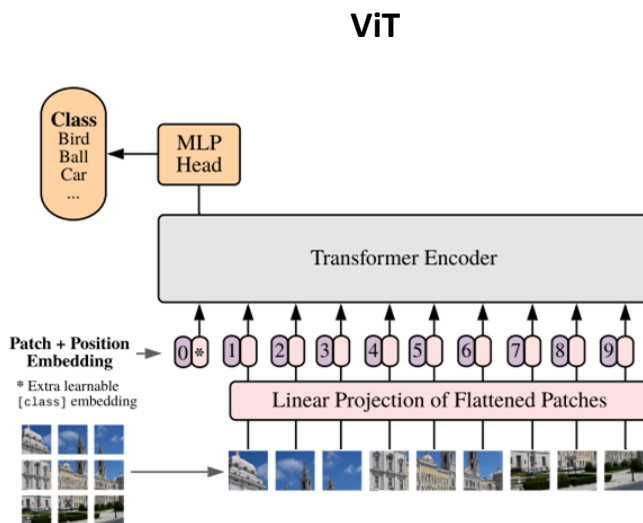 ViT
Class
Bird
Ball
Car
...
MLP
Head
Transformer Encoder
Patch + Position
Embedding
0 * 1 2 3 4 5 6 7 8 9
* Extra learnable
[class] embedding
Linear Projection of Flattened Patches